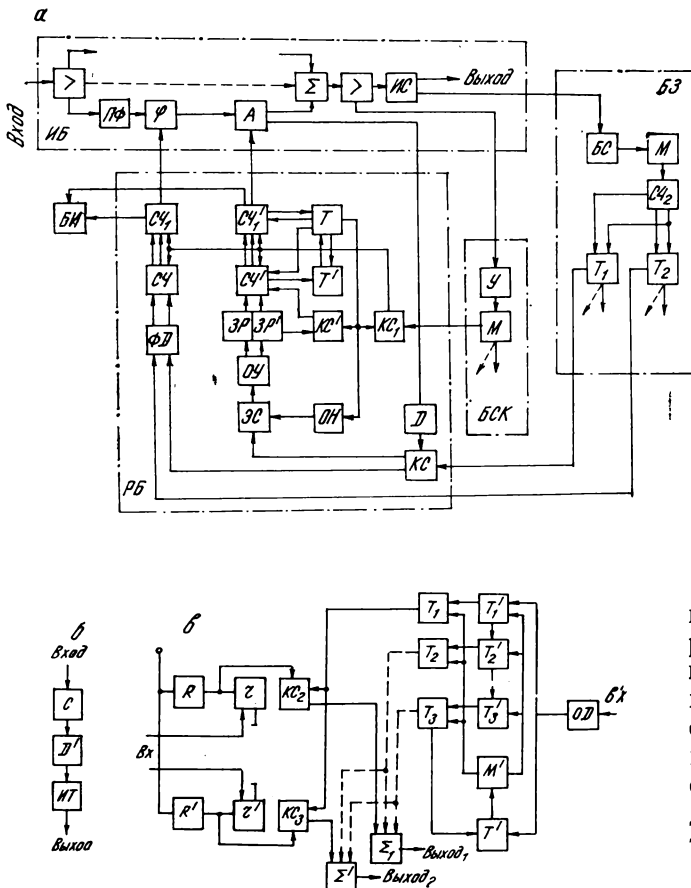 а
Вход
> Σ > ИС Выход
ПФ φ А
ИБ
БЗ
БС М
СЧ₂
Т₁ Т₂
БИ СЧ₁ СЧ₁' Т
СЧ СЧ' Т'
ФД ЗР ЗР' КС' КС₁
ОУ
ЭС ОН Д
КС
РБ
У
М
БСК
б
Вход
С
D'
ИТ
Выход
в
R τ КС₂
Вх
R' τ' КС₃
Т₁ Т₁'
Т₂ Т₂'
Т₃ Т₃'
ОД В'х
М'
Т'
Σ₁ Выход₁
Σ' Выход₂